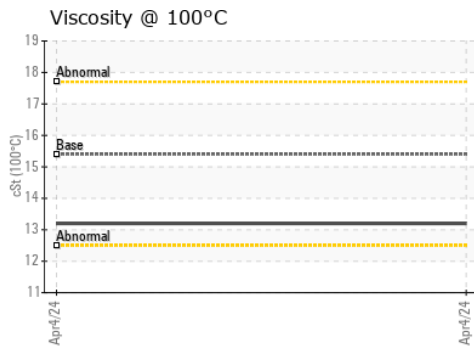 Viscosity @ 100°C
cSt (100°C)
19
18
17
16
15
14
13
12
11
Abnormal
Base
Abnormal
Apr4/24
Apr4/24